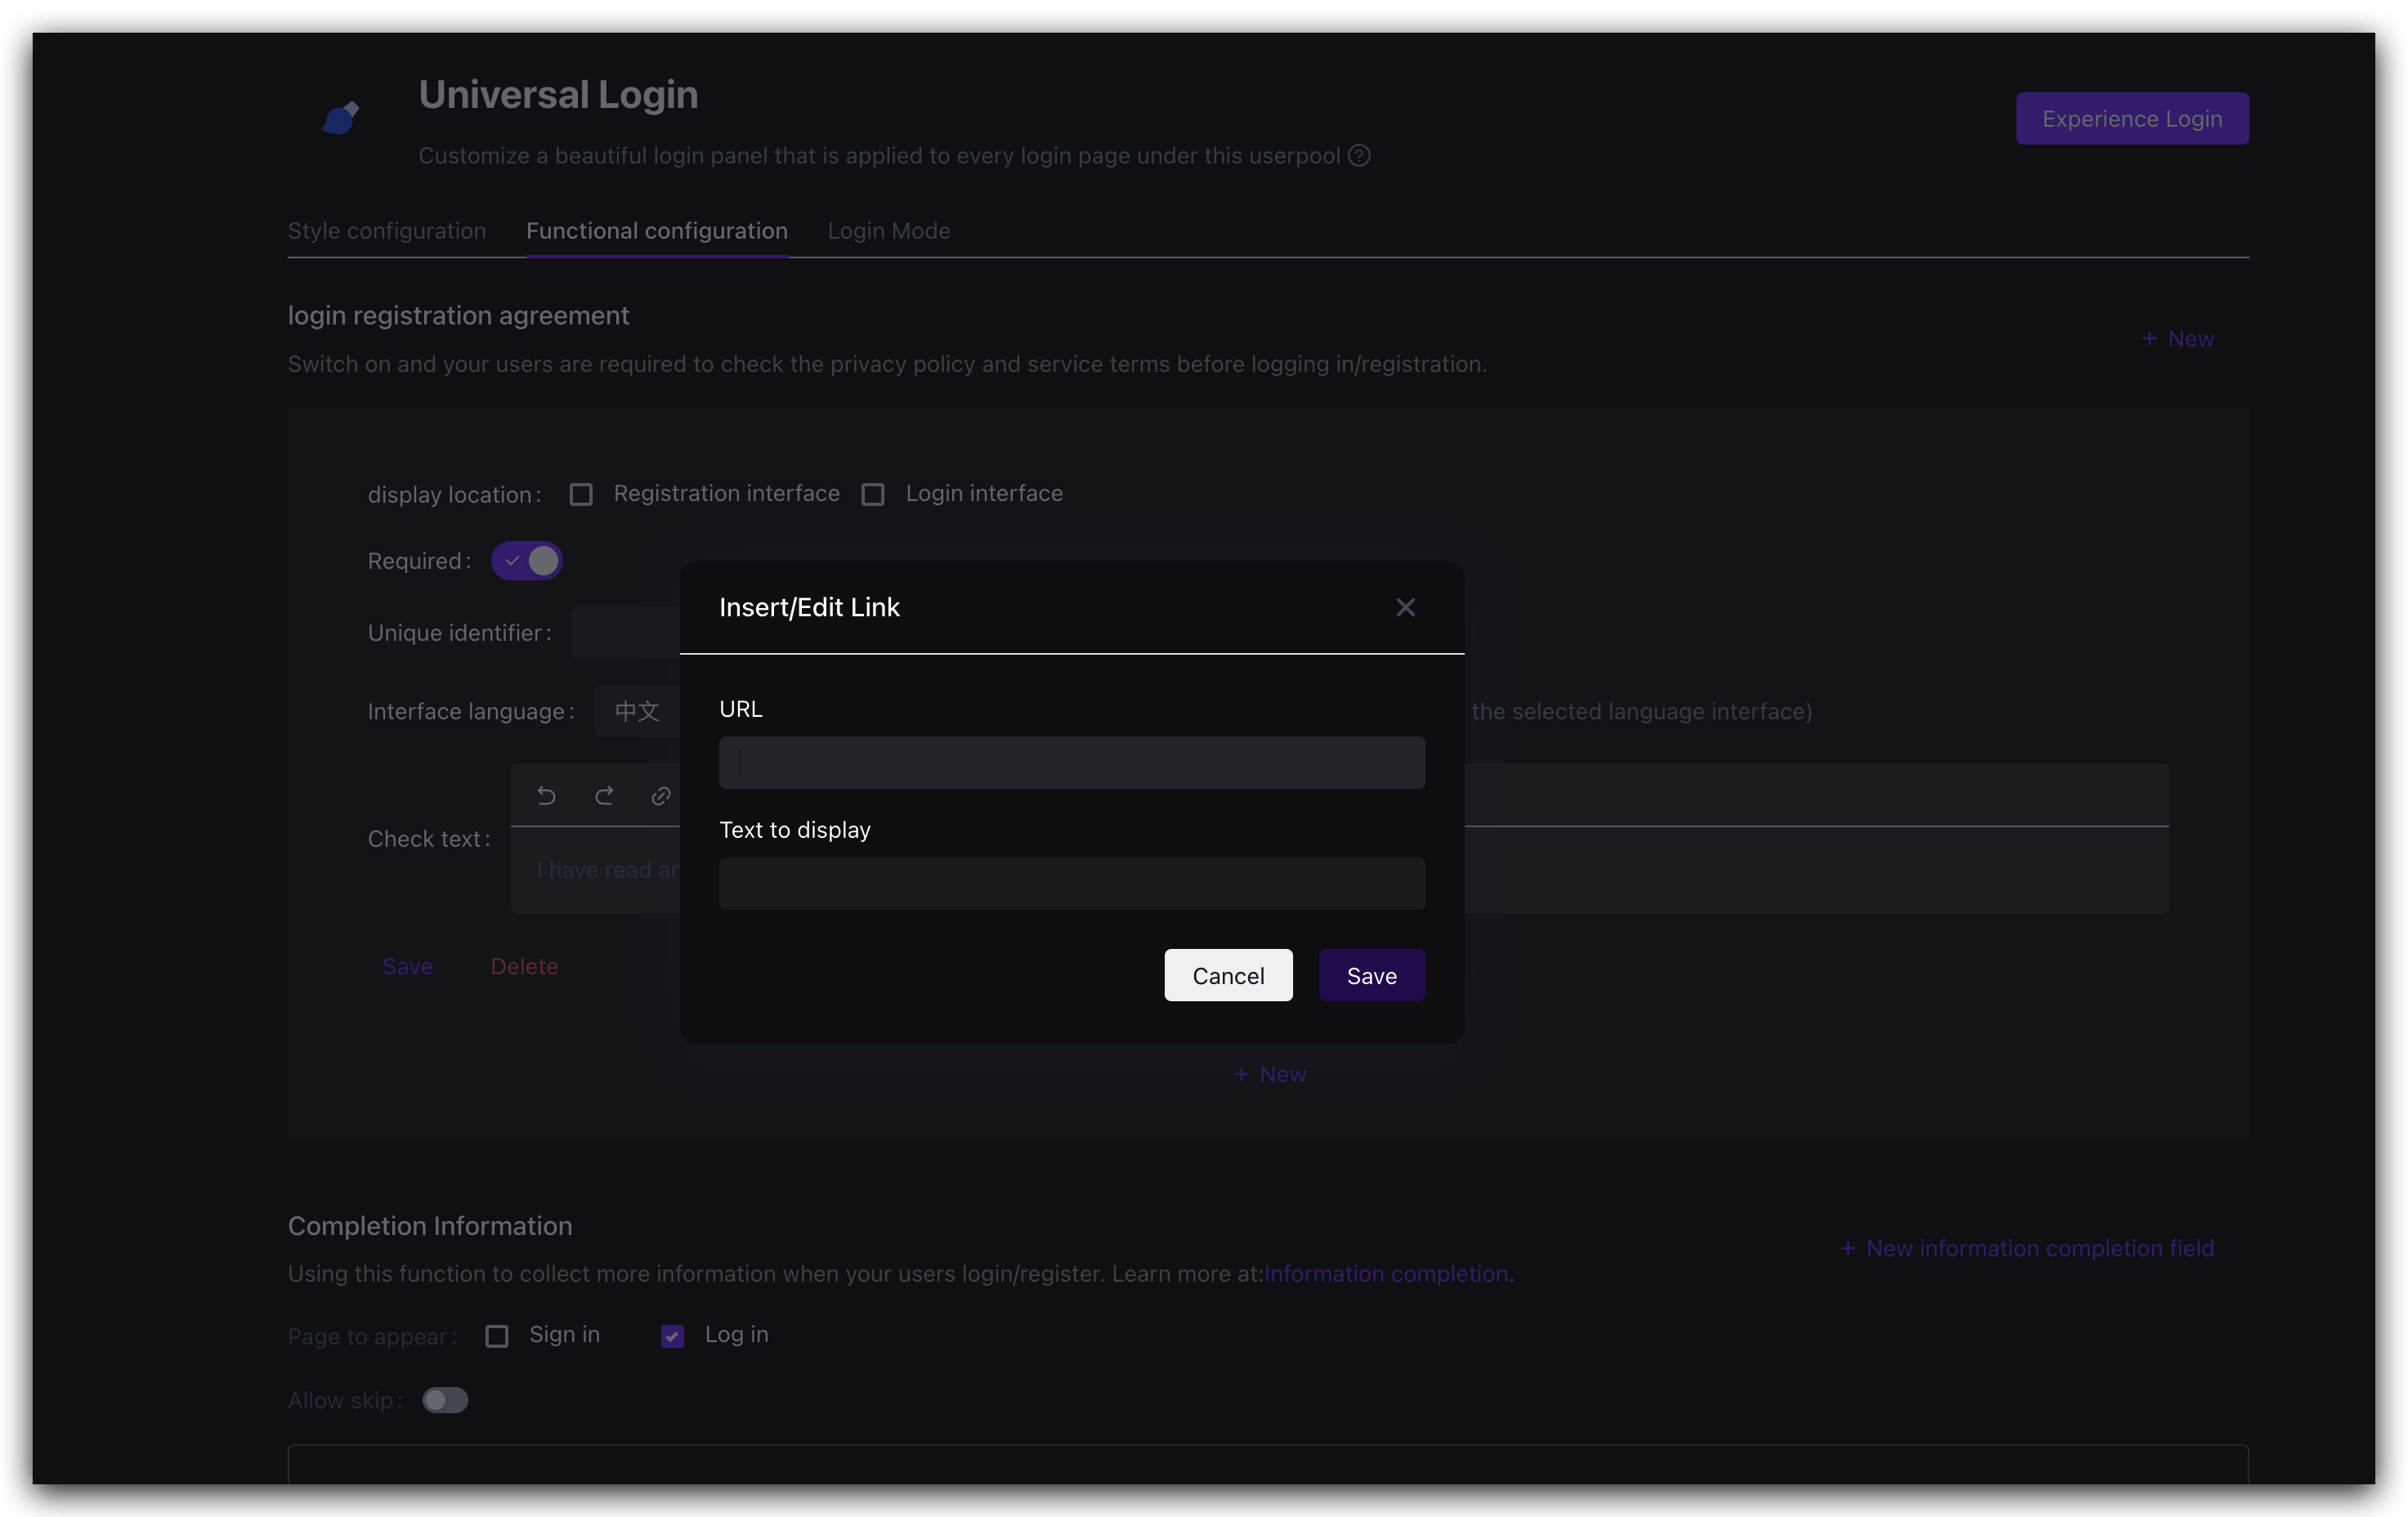 Universal Login
Experience Login
Customize a beautiful login panel that is applied to every login page under this userpool
Style configuration Functional configuration Login Mode
login registration agreement
+ New
Switch on and your users are required to check the privacy policy and service terms before logging in/registration.
display location: Registration interface Login interface
Required:
Insert/Edit Link
Unique identifier:
URL
Interface language: 中文 the selected language interface)
Text to display
Check text:
I have read
Save Delete
Cancel Save
+ New
Completion Information
+ New information completion field
Using this function to collect more information when your users login/register. Learn more at:Information completion.
Page to appear: Sign in Log in
Allow skip: